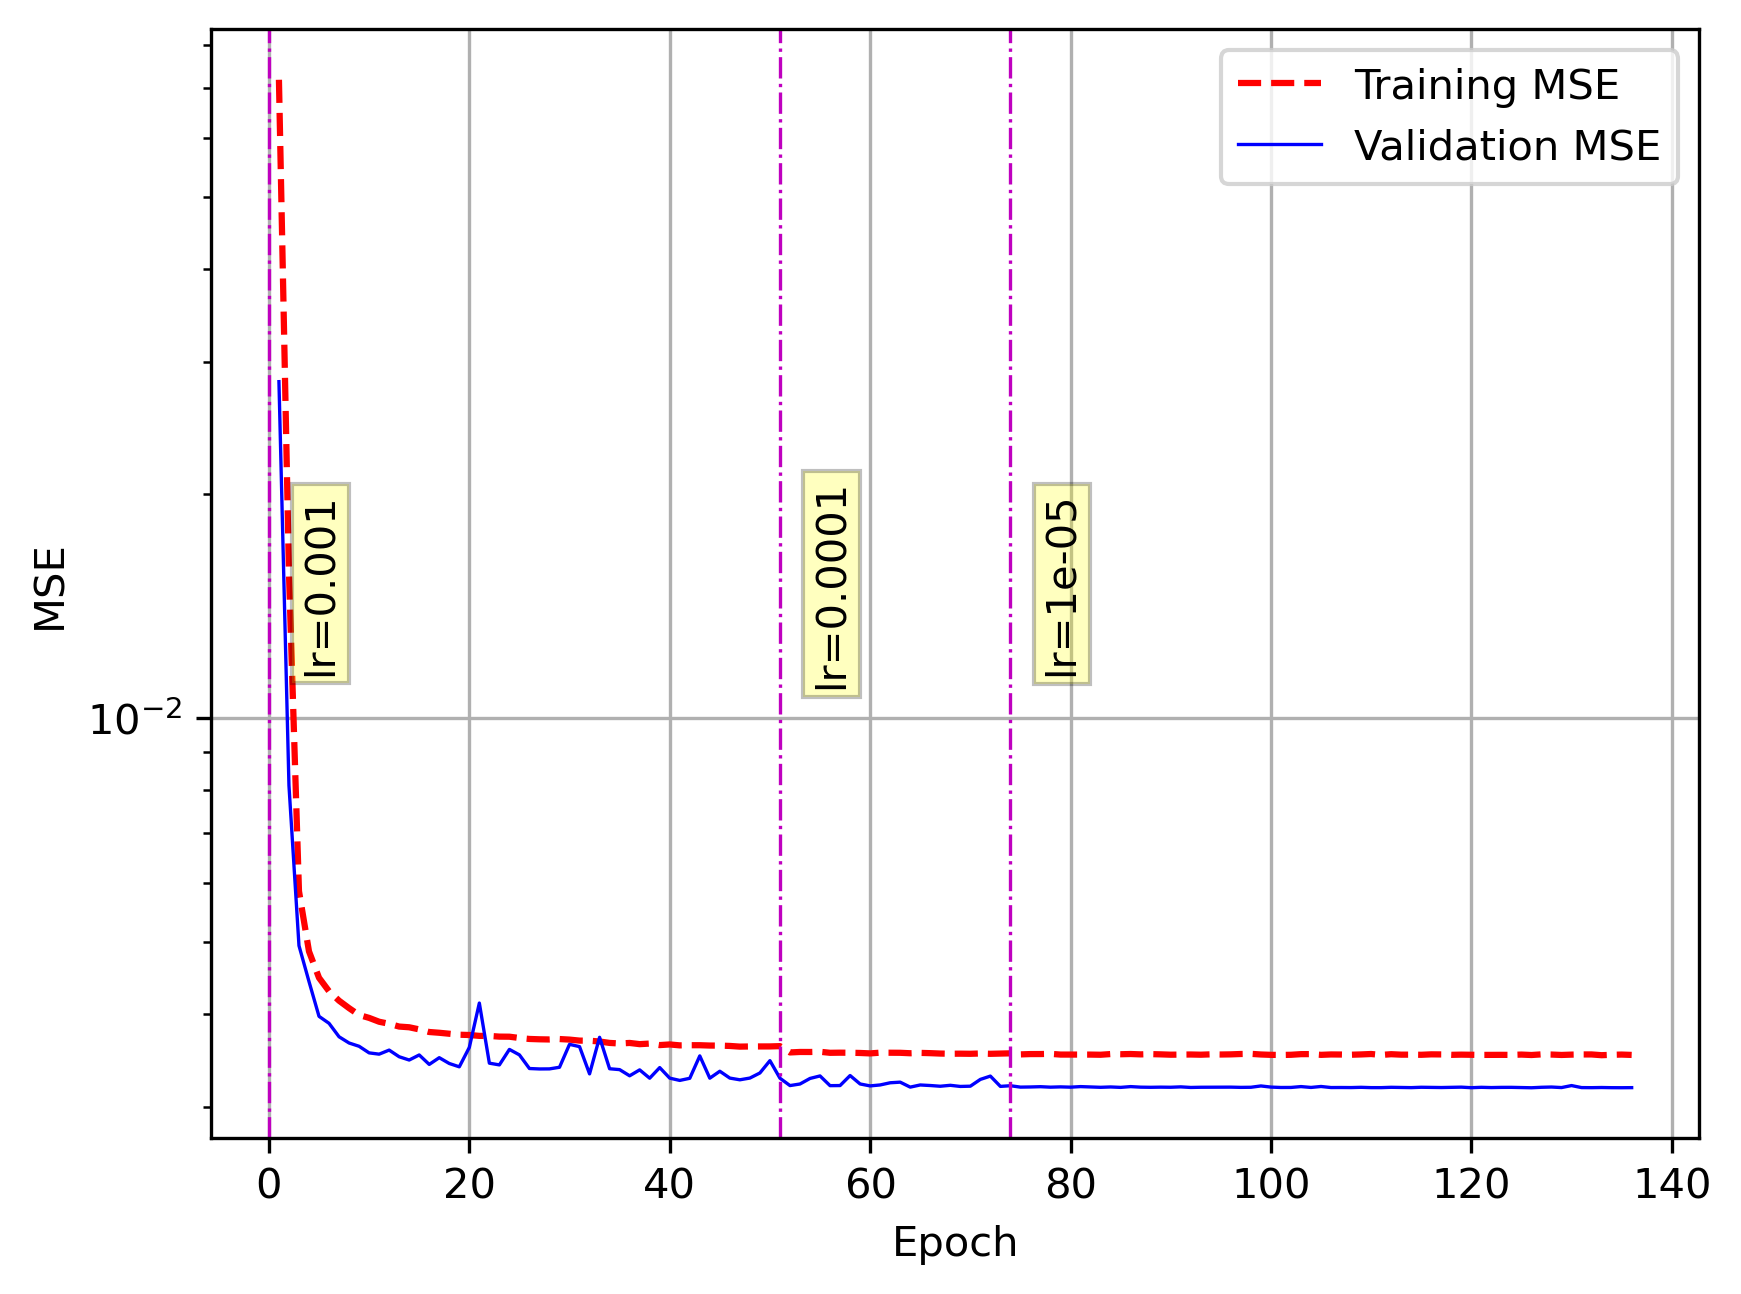 Training MSE
Validation MSE
lr=0.001
lr=0.0001
lr=1e-05
MSE
10⁻²
0 20 40 60 80 100 120 140
Epoch